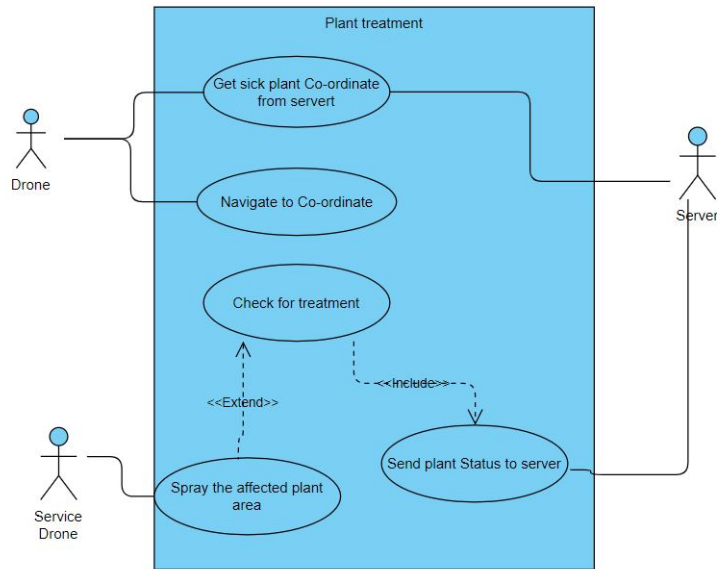 Plant treatment
Get sick plant Co-ordinate
from servert
Drone
Server
Navigate to Co-ordinate
Check for treatment
<<Include>>
<<Extend>>
Send plant Status to server
Spray the affected plant
area
Service
Drone